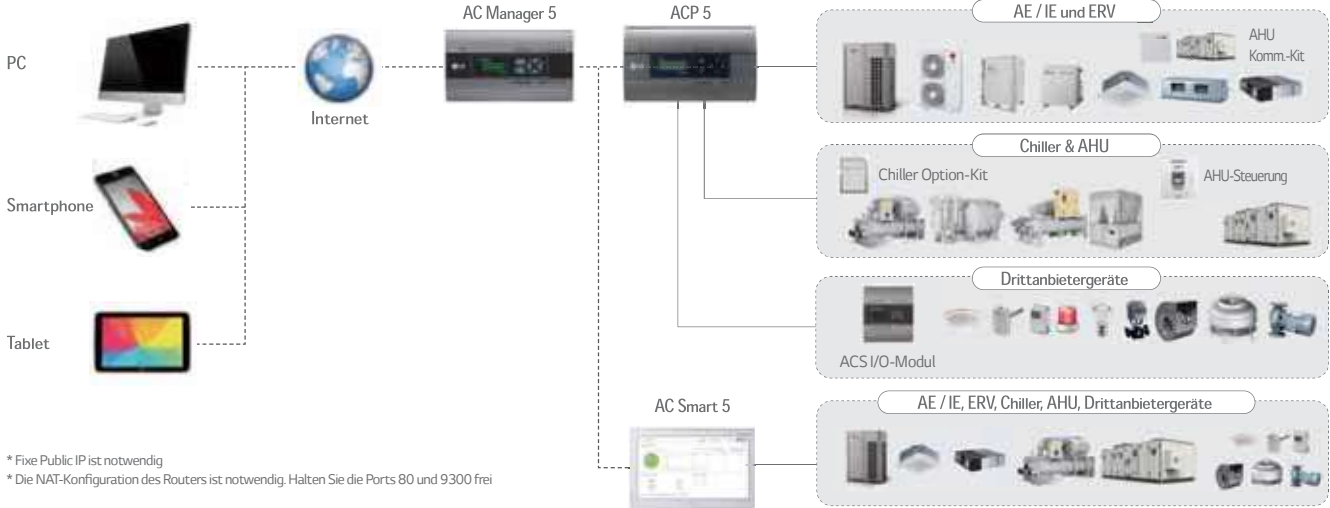 AC Manager 5
ACP 5
AE / IE und ERV
PC
AHU
Komm.-Kit
Internet
Chiller & AHU
Chiller Option-Kit
AHU-Steuerung
Smartphone
Drittanbietergeräte
Tablet
ACS I/O-Modul
AC Smart 5
AE / IE, ERV, Chiller, AHU, Drittanbietergeräte
* Fixe Public IP ist notwendig
* Die NAT-Konfiguration des Routers ist notwendig. Halten Sie die Ports 80 und 9300 frei